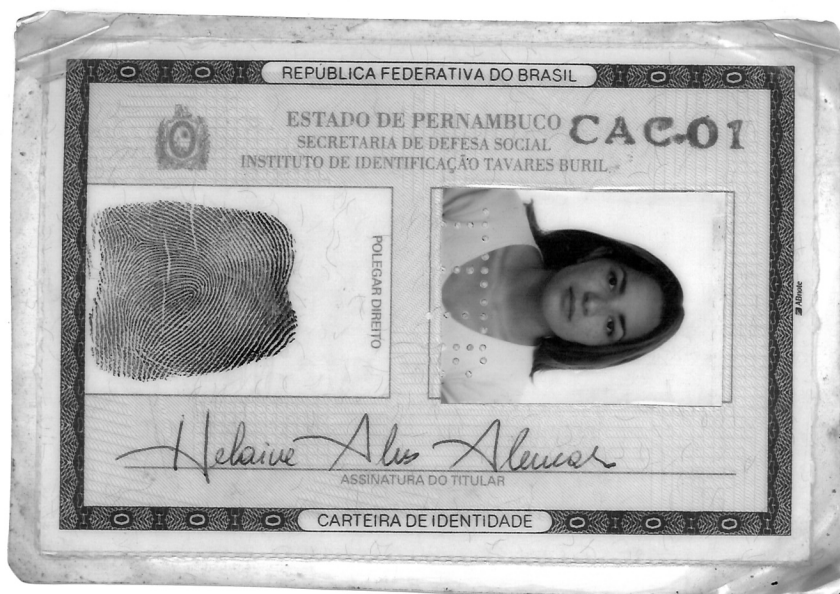 REPÚBLICA FEDERATIVA DO BRASIL
ESTADO DE PERNAMBUCO
CAC-01
SECRETARIA DE DEFESA SOCIAL
INSTITUTO DE IDENTIFICAÇÃO TAVARES BURIL
POLEGAR DIREITO
Helaine Alves Alencar
ASSINATURA DO TITULAR
CARTEIRA DE IDENTIDADE